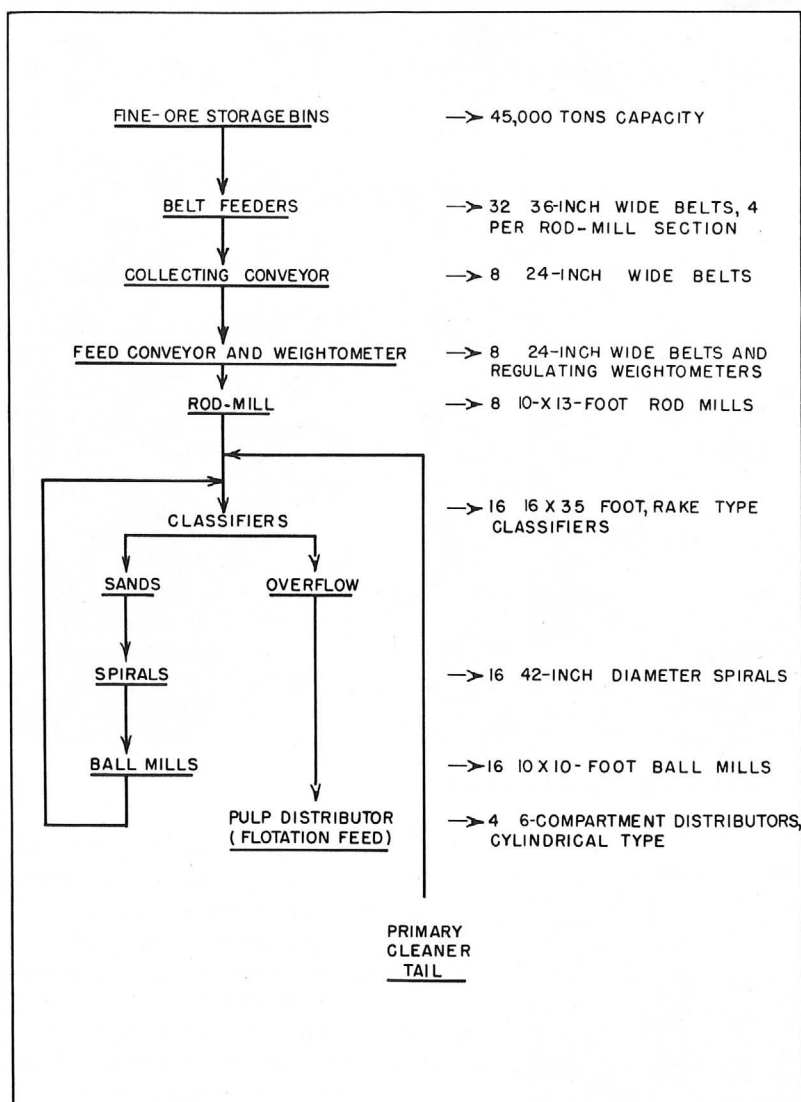 FINE-ORE STORAGE BINS
→ 45,000 TONS CAPACITY
BELT FEEDERS
→ 32 36-INCH WIDE BELTS, 4
PER ROD-MILL SECTION
COLLECTING CONVEYOR
→ 8 24-INCH WIDE BELTS
FEED CONVEYOR AND WEIGHTOMETER
→ 8 24-INCH WIDE BELTS AND
REGULATING WEIGHTOMETERS
ROD-MILL
→ 8 10-X 13-FOOT ROD MILLS
CLASSIFIERS
→ 16 16 X 35 FOOT, RAKE TYPE
CLASSIFIERS
SANDS
OVERFLOW
SPIRALS
→ 16 42-INCH DIAMETER SPIRALS
BALL MILLS
→ 16 10 X 10-FOOT BALL MILLS
PULP DISTRIBUTOR
(FLOTATION FEED)
→ 4 6-COMPARTMENT DISTRIBUTORS,
CYLINDRICAL TYPE
PRIMARY
CLEANER
TAIL